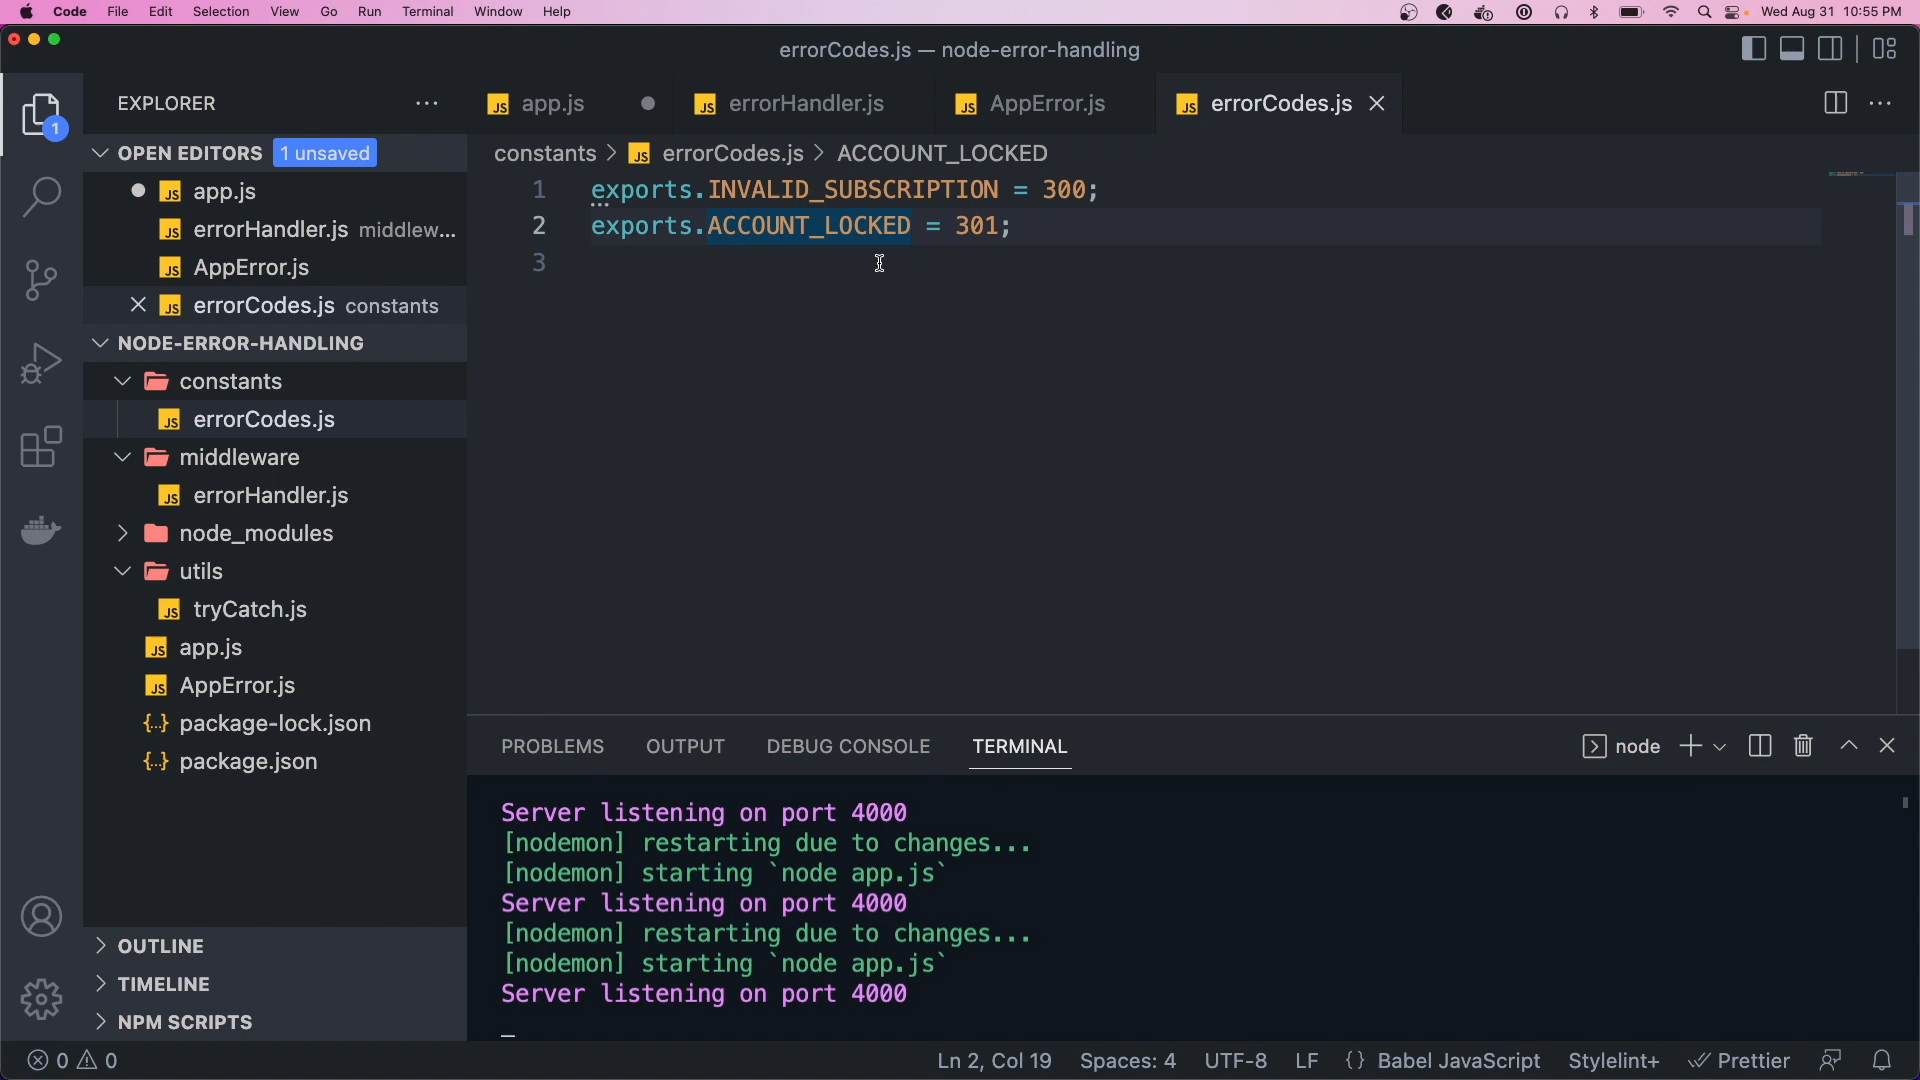 Code File Edit Selection View Go Run Terminal Window Help Wed Aug 31 10:55 PM
errorCodes.js — node-error-handling
EXPLORER
OPEN EDITORS 1 unsaved
app.js
errorHandler.js middlew...
AppError.js
errorCodes.js constants
NODE-ERROR-HANDLING
constants
errorCodes.js
middleware
errorHandler.js
node_modules
utils
tryCatch.js
app.js
AppError.js
package-lock.json
package.json
OUTLINE
TIMELINE
NPM SCRIPTS
app.js errorHandler.js AppError.js errorCodes.js
constants > errorCodes.js > ACCOUNT_LOCKED
1 exports.INVALID_SUBSCRIPTION = 300;
2 exports.ACCOUNT_LOCKED = 301;
3
PROBLEMS OUTPUT DEBUG CONSOLE TERMINAL node
Server listening on port 4000
[nodemon] restarting due to changes...
[nodemon] starting `node app.js`
Server listening on port 4000
[nodemon] restarting due to changes...
[nodemon] starting `node app.js`
Server listening on port 4000
0 0 Ln 2, Col 19 Spaces: 4 UTF-8 LF {} Babel JavaScript Stylelint+ Prettier